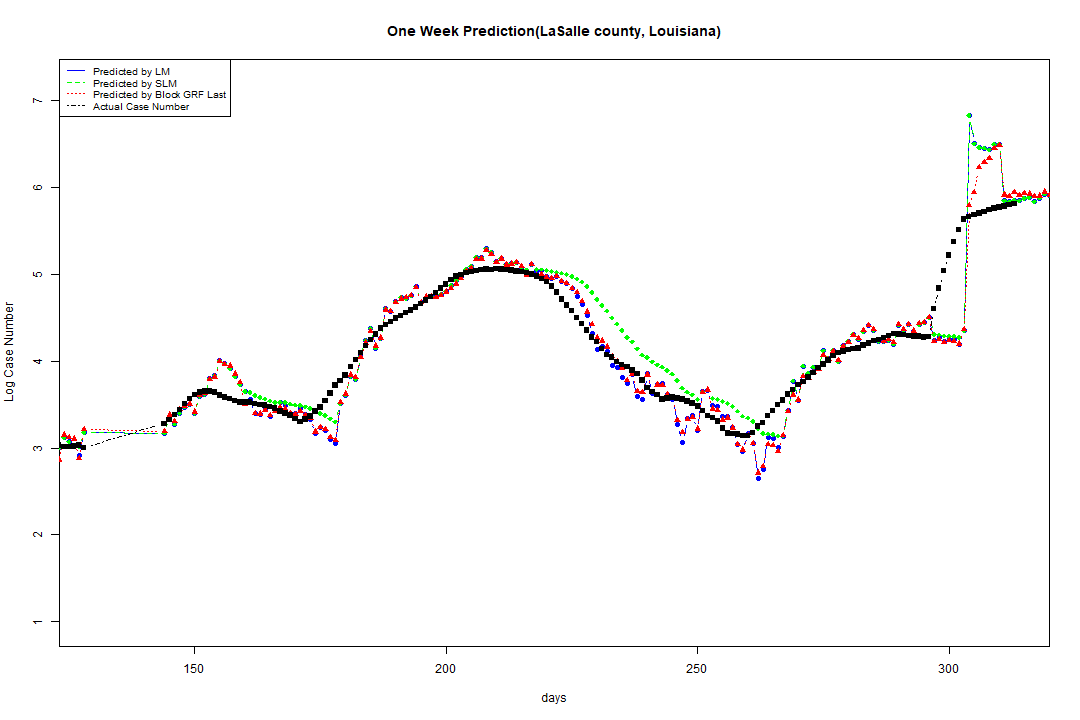 One Week Prediction(LaSalle county, Louisiana)
Predicted by LM
Predicted by SLM
Predicted by Block GRF Last
Actual Case Number
Log Case Number
7
6
5
4
3
2
1
150 200 250 300
days